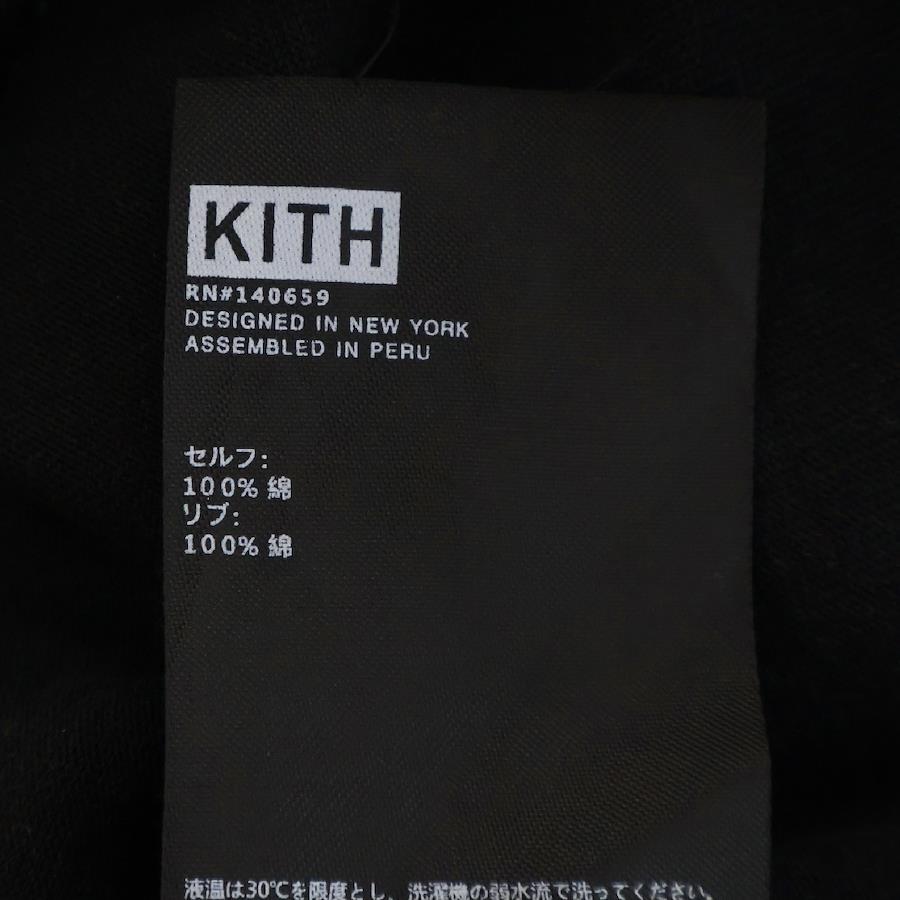 KITH
RN#140659
DESIGNED IN NEW YORK
ASSEMBLED IN PERU
セルフ:
100% 綿
リブ:
100% 綿
液温は30℃を限度とし、洗濯機の弱水流で洗ってください。